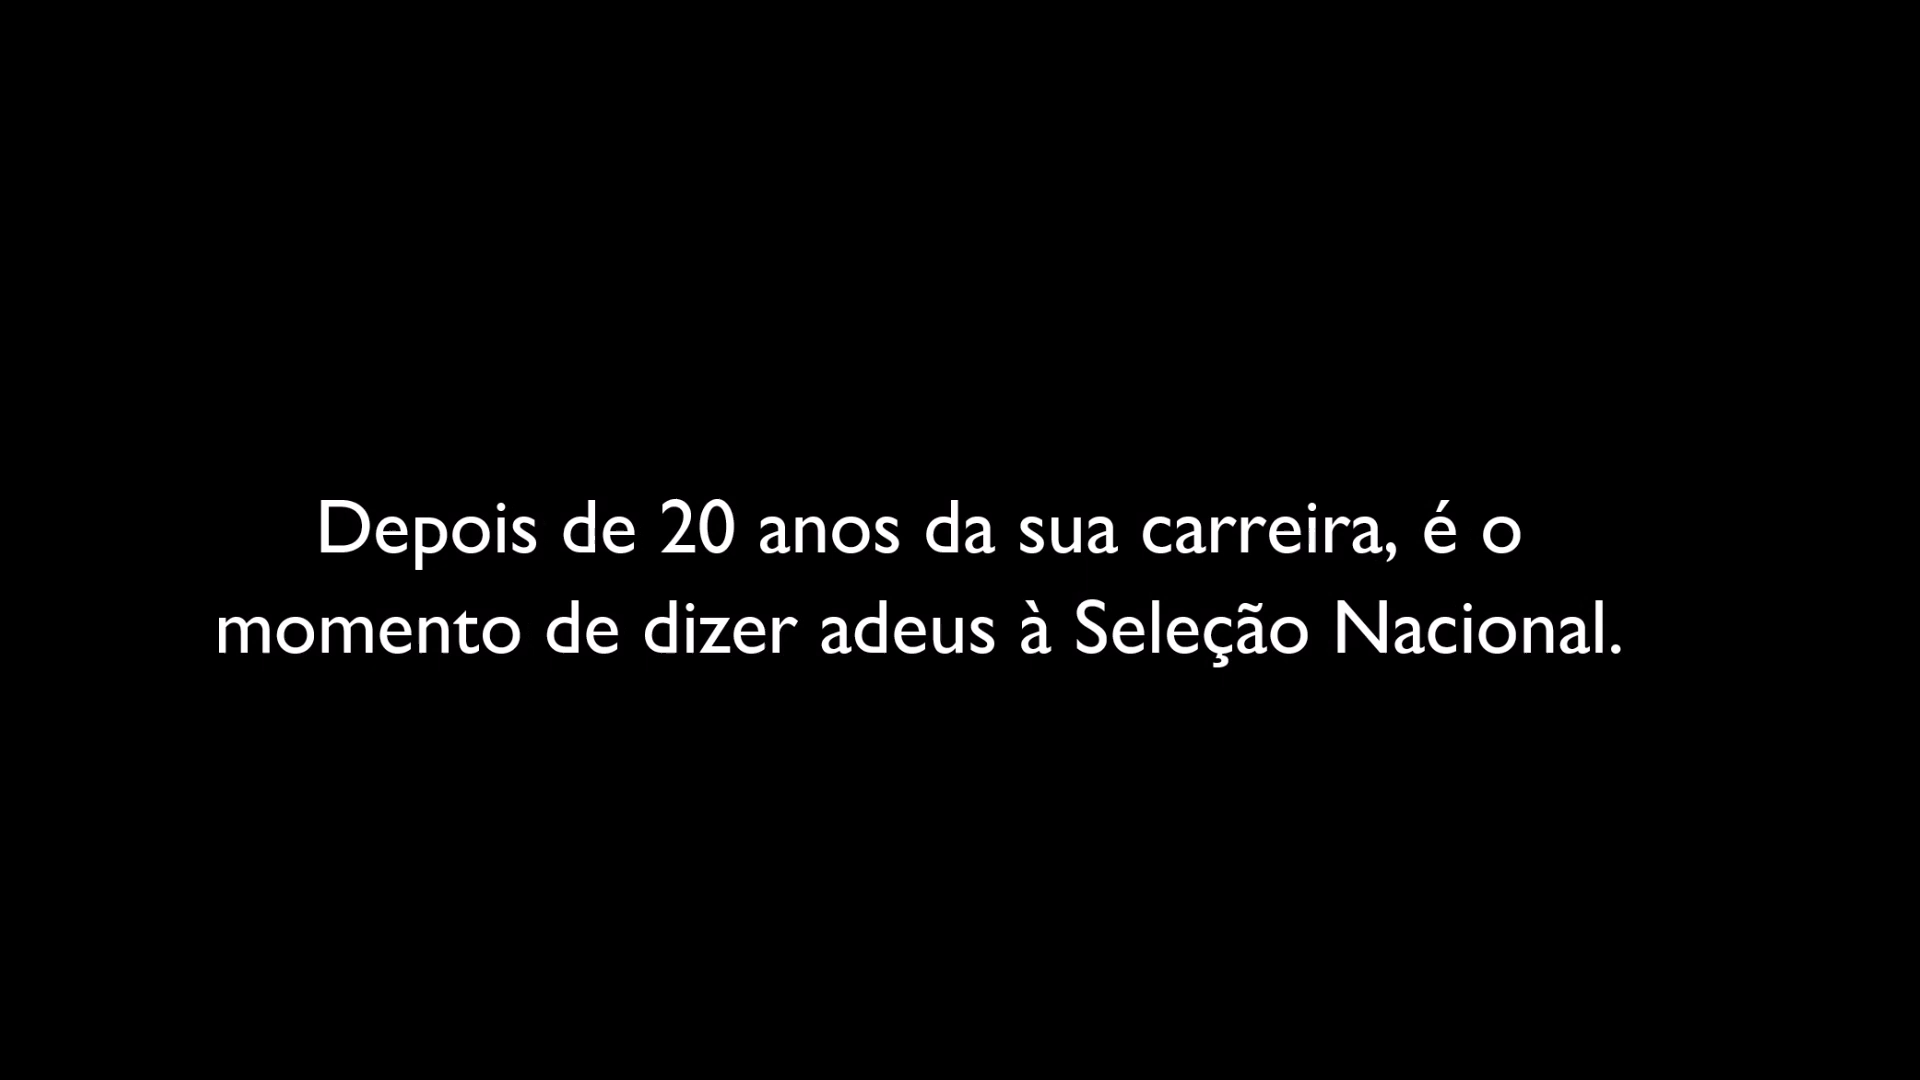 Depois de 20 anos da sua carreira, é o
momento de dizer adeus à Seleção Nacional.